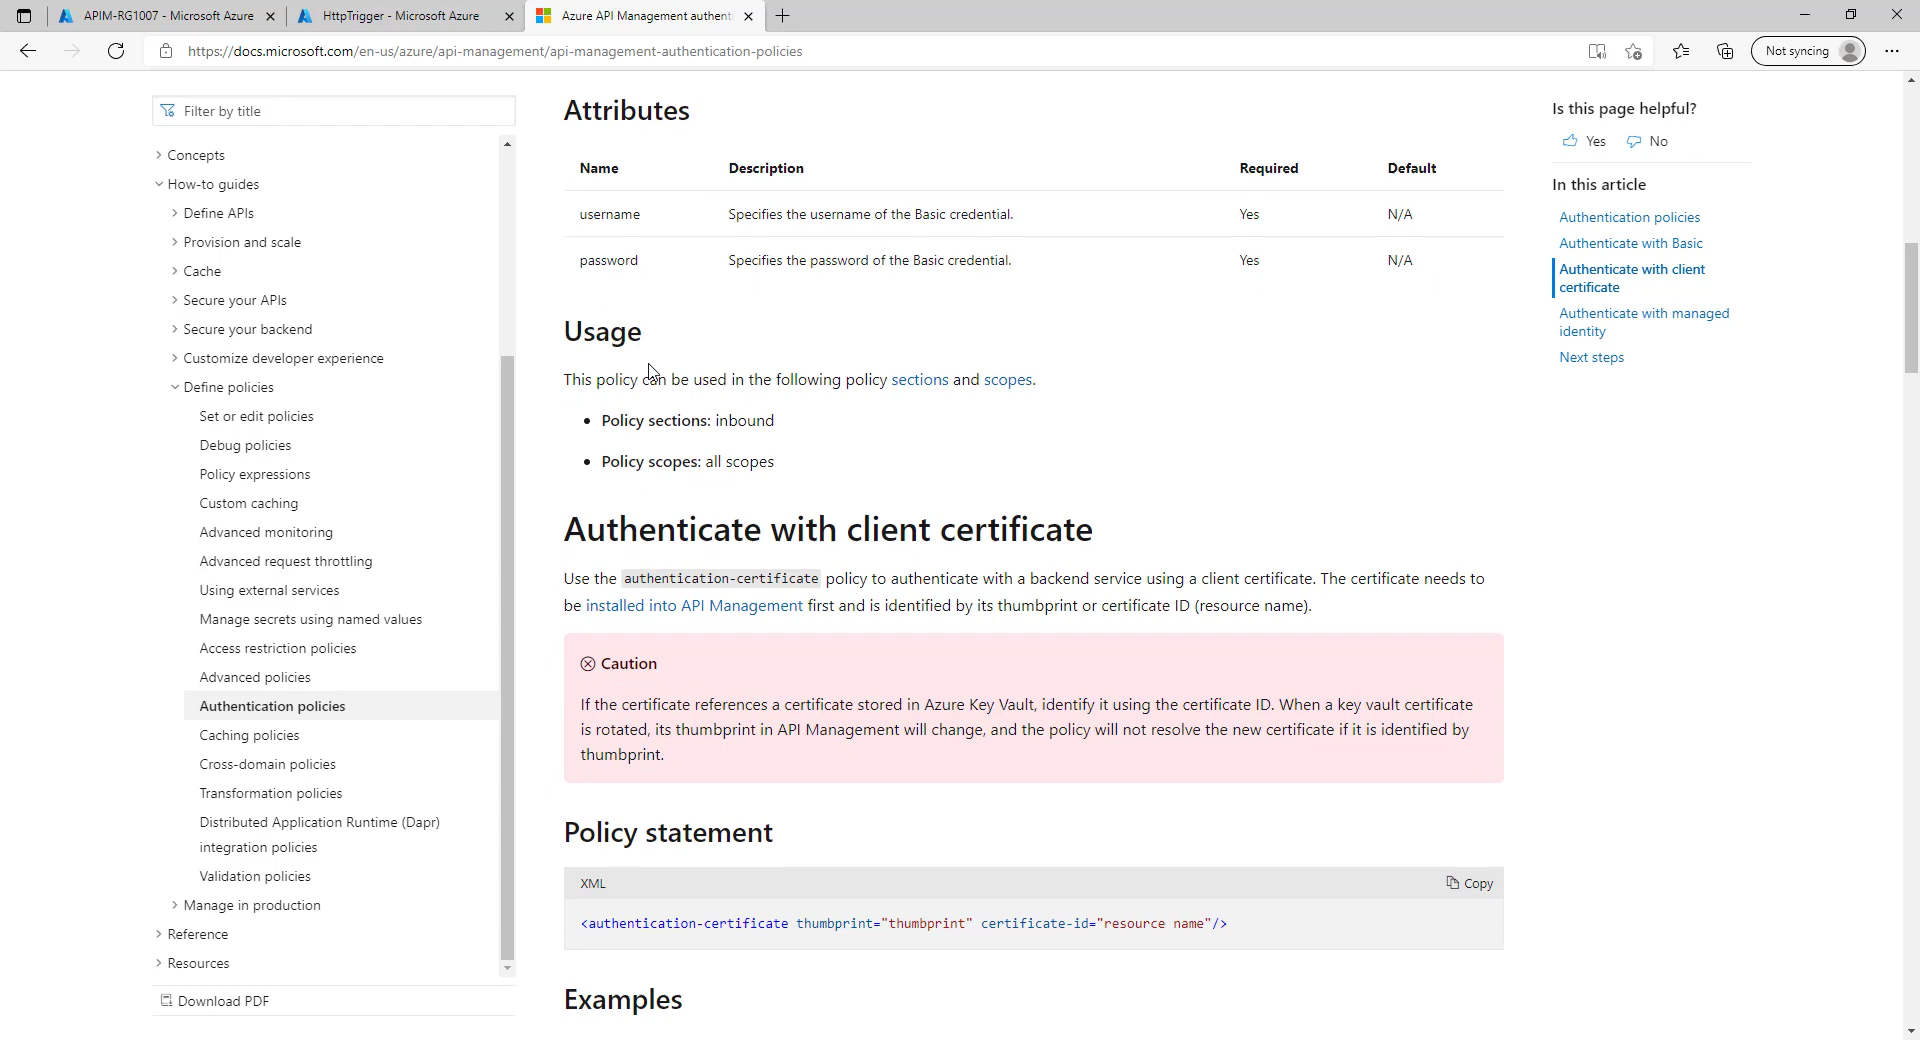 APIM-RG1007 - Microsoft Azure
HttpTrigger - Microsoft Azure
Azure API Management authenti
https://docs.microsoft.com/en-us/azure/api-management/api-management-authentication-policies
Not syncing
Filter by title
Concepts
How-to guides
Define APIs
Provision and scale
Cache
Secure your APIs
Secure your backend
Customize developer experience
Define policies
Set or edit policies
Debug policies
Policy expressions
Custom caching
Advanced monitoring
Advanced request throttling
Using external services
Manage secrets using named values
Access restriction policies
Advanced policies
Authentication policies
Caching policies
Cross-domain policies
Transformation policies
Distributed Application Runtime (Dapr)
integration policies
Validation policies
Manage in production
Reference
Resources
Download PDF
Attributes
Name Description Required Default
username Specifies the username of the Basic credential. Yes N/A
password Specifies the password of the Basic credential. Yes N/A
Usage
This policy can be used in the following policy sections and scopes.
• Policy sections: inbound
• Policy scopes: all scopes
Authenticate with client certificate
Use the authentication-certificate policy to authenticate with a backend service using a client certificate. The certificate needs to
be installed into API Management first and is identified by its thumbprint or certificate ID (resource name).
Caution
If the certificate references a certificate stored in Azure Key Vault, identify it using the certificate ID. When a key vault certificate
is rotated, its thumbprint in API Management will change, and the policy will not resolve the new certificate if it is identified by
thumbprint.
Policy statement
XML Copy
<authentication-certificate thumbprint="thumbprint" certificate-id="resource name"/>
Examples
Is this page helpful?
Yes No
In this article
Authentication policies
Authenticate with Basic
Authenticate with client
certificate
Authenticate with managed
identity
Next steps